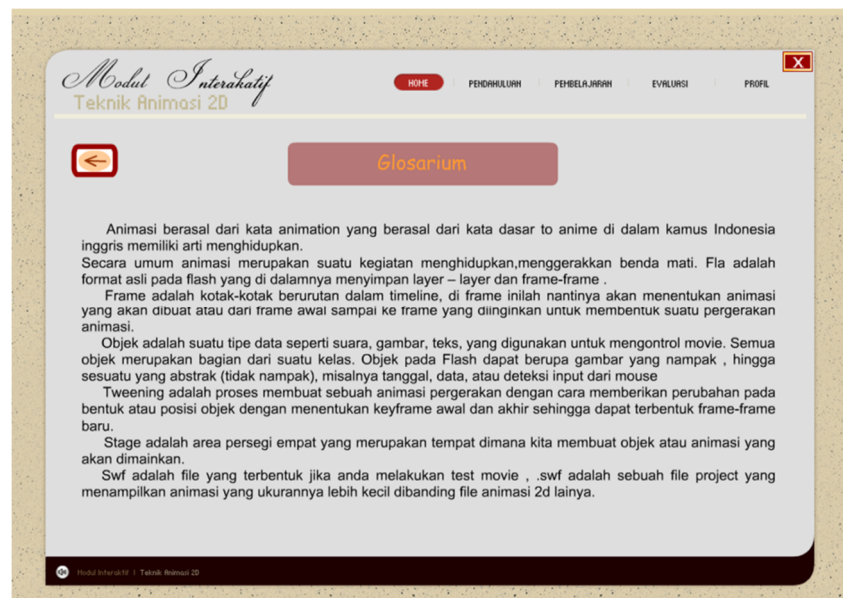 Modul Interakatif
Teknik Animasi 2D
HOME PENDAHULUAN PEMBELAJARAN EVALUASI PROFIL
X
Glosarium
Animasi berasal dari kata animation yang berasal dari kata dasar to anime di dalam kamus Indonesia
inggris memiliki arti menghidupkan.
Secara umum animasi merupakan suatu kegiatan menghidupkan,menggerakkan benda mati. Fla adalah
format asli pada flash yang di dalamnya menyimpan layer – layer dan frame-frame .
Frame adalah kotak-kotak berurutan dalam timeline, di frame inilah nantinya akan menentukan animasi
yang akan dibuat atau dari frame awal sampai ke frame yang diinginkan untuk membentuk suatu pergerakan
animasi.
Objek adalah suatu tipe data seperti suara, gambar, teks, yang digunakan untuk mengontrol movie. Semua
objek merupakan bagian dari suatu kelas. Objek pada Flash dapat berupa gambar yang nampak , hingga
sesuatu yang abstrak (tidak nampak), misalnya tanggal, data, atau deteksi input dari mouse
Tweening adalah proses membuat sebuah animasi pergerakan dengan cara memberikan perubahan pada
bentuk atau posisi objek dengan menentukan keyframe awal dan akhir sehingga dapat terbentuk frame-frame
baru.
Stage adalah area persegi empat yang merupakan tempat dimana kita membuat objek atau animasi yang
akan dimainkan.
Swf adalah file yang terbentuk jika anda melakukan test movie , .swf adalah sebuah file project yang
menampilkan animasi yang ukurannya lebih kecil dibanding file animasi 2d lainya.
Modul Interaktif | Teknik Animasi 2D